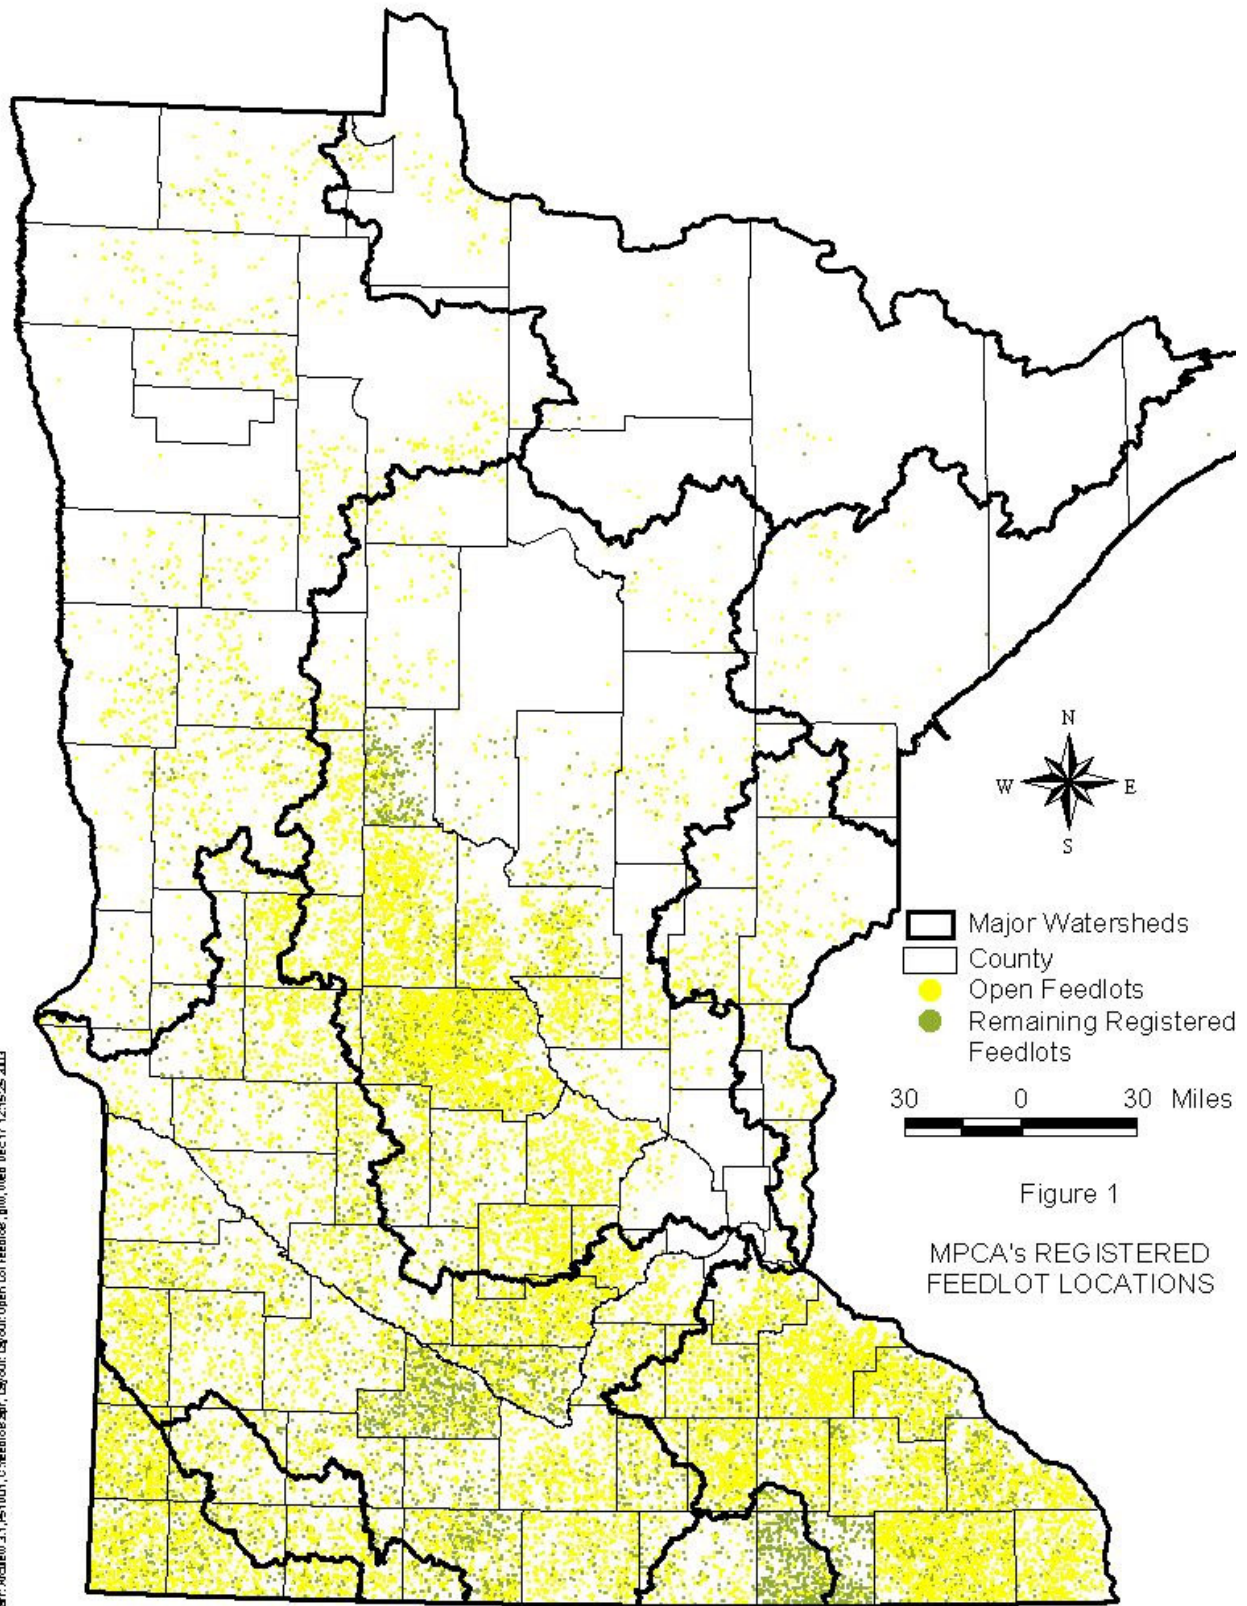 N
W E
S
Major Watersheds
County
Open Feedlots
Remaining Registered
Feedlots
30 0 30 Miles
Figure 1
MPCA's REGISTERED
FEEDLOT LOCATIONS